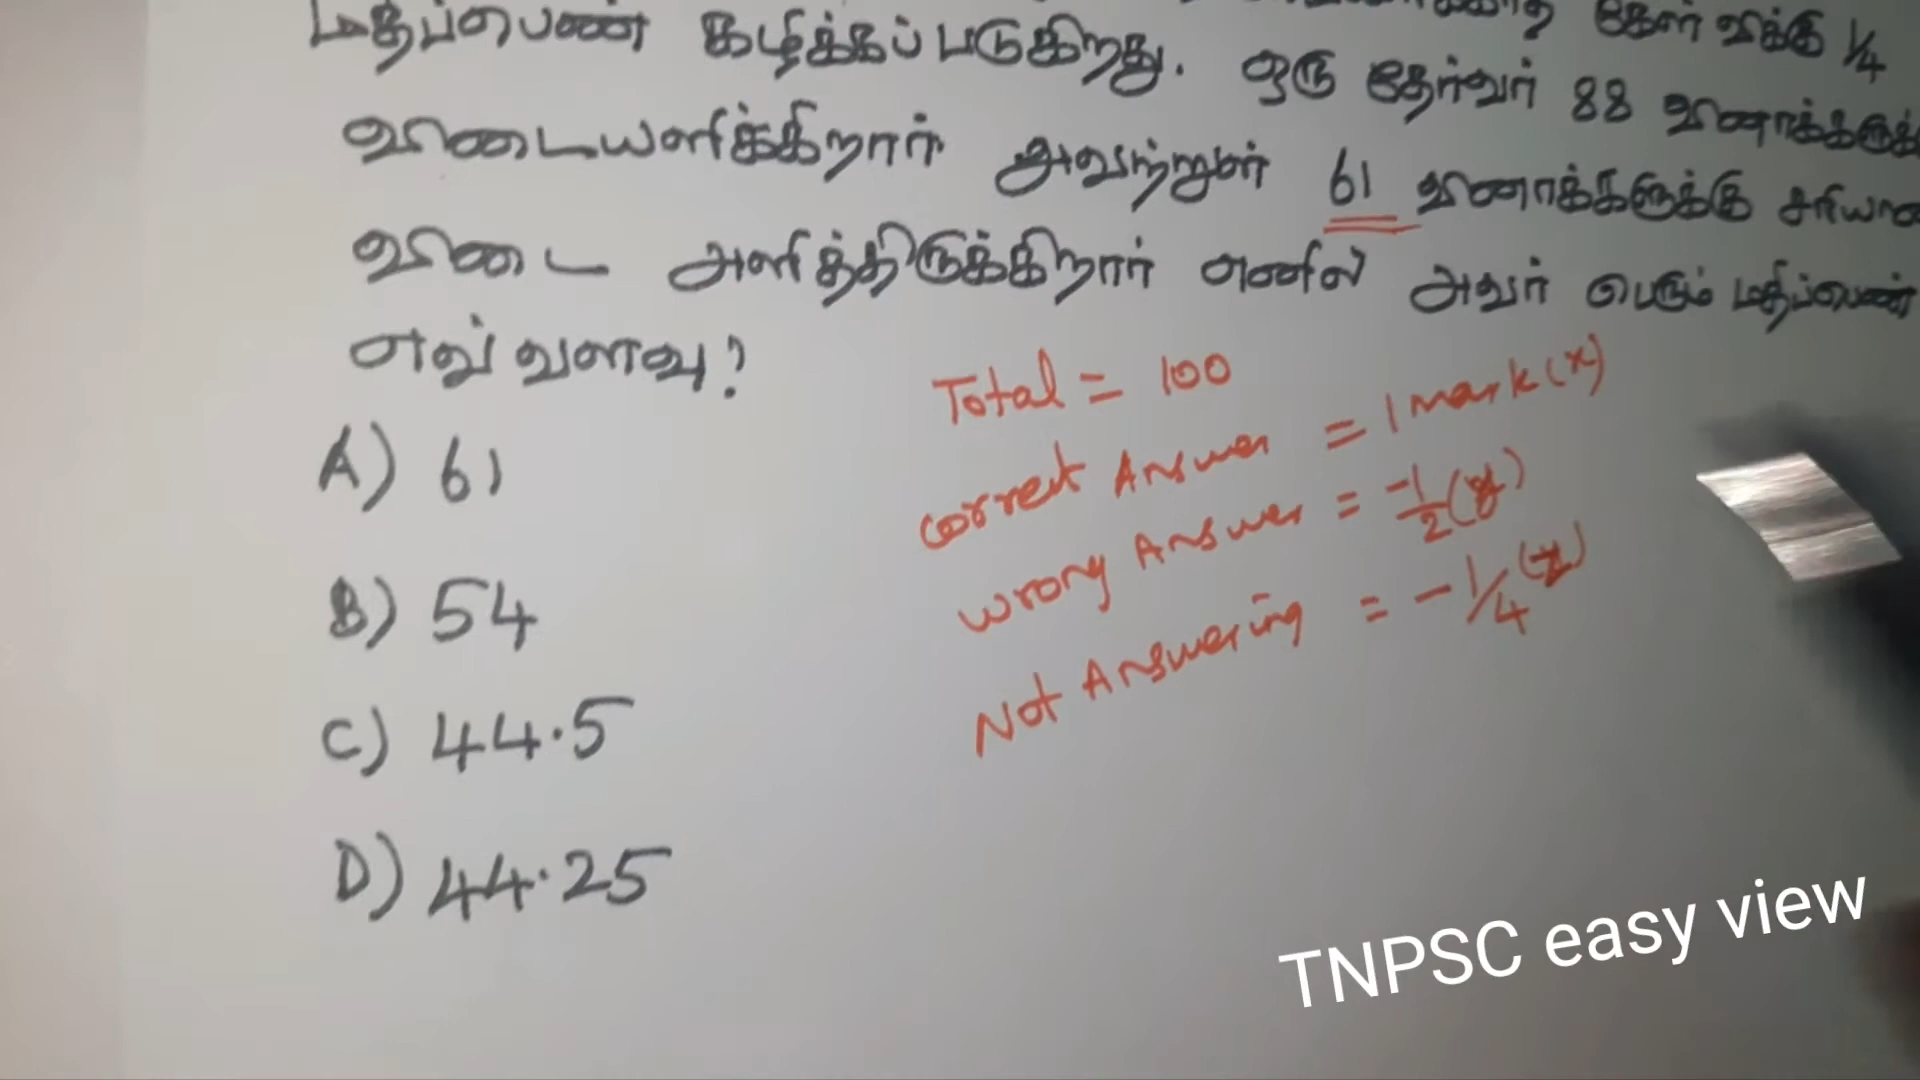 மதிப்பெண் கழிக்கப்படுகிறது. ஒரு தேர்வர் 88 வினாக்களுக்
கேள்விக்கு 1/4
விடையளிக்கிறார் அவற்றுள் 61 வினாக்களுக்கு சரியான
விடை அளித்திருக்கிறார் எனில் அவர் பெரும் மதிப்பெண்
எவ்வளவு?
A) 61
B) 54
C) 44.5
D) 44.25
Total = 100
correct Answer = 1 mark (x)
wrong Answer = -1/2 (y)
Not Answering = -1/4 (z)
TNPSC easy view